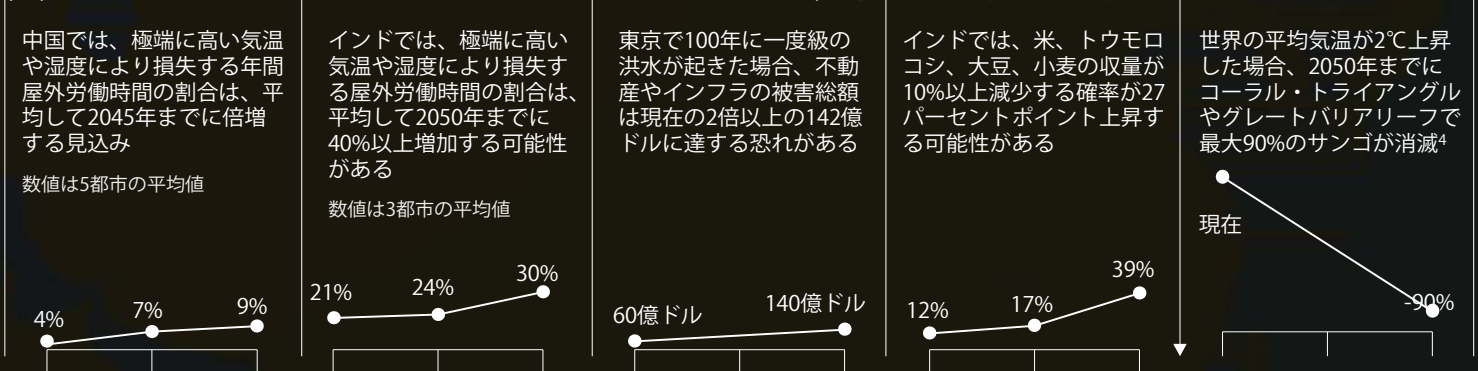 中国では、極端に高い気温
や湿度により損失する年間
屋外労働時間の割合は、平
均して2045年までに倍増
する見込み
数値は5都市の平均値
4%
7%
9%
インドでは、極端に高い
気温や湿度により損失す
る屋外労働時間の割合は、
平均して2050年までに
40%以上増加する可能性
がある
数値は3都市の平均値
21%
24%
30%
東京で100年に一度級の
洪水が起きた場合、不動
産やインフラの被害総額
は現在の2倍以上の142億
ドルに達する恐れがある
60億ドル
140億ドル
インドでは、米、トウモロ
コシ、大豆、小麦の収量が
10%以上減少する確率が27
パーセントポイント上昇す
る可能性がある
12%
17%
39%
世界の平均気温が2℃上昇
した場合、2050年までに
コーラル・トライアングル
やグレートバリアリーフで
最大90%のサンゴが消滅⁴
現在
-90%